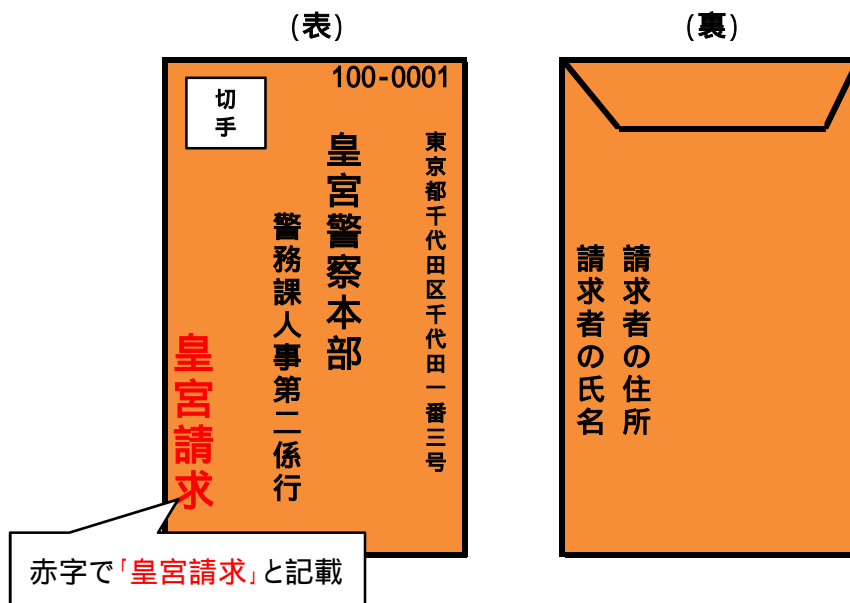 (表)
100-0001
切手
東京都千代田区千代田一番三号
皇宮警察本部
警務課人事第二係行
皇宮請求
赤字で「皇宮請求」と記載
(裏)
請求者の住所
請求者の氏名